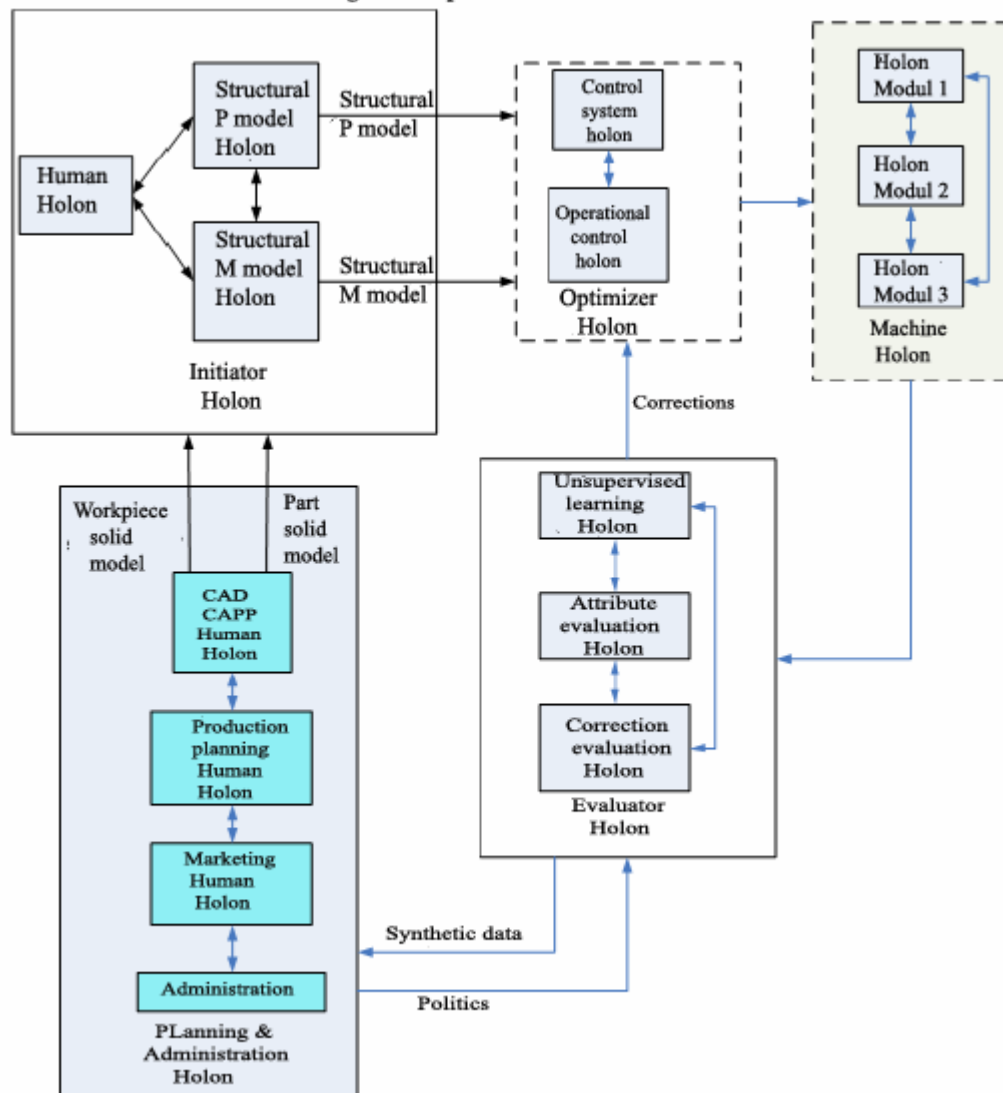 Human
Holon
Structural
P model
Holon
Structural
M model
Holon
Initiator
Holon
Structural
P model
Structural
M model
Control
system
holon
Operational
control
holon
Optimizer
Holon
Holon
Modul 1
Holon
Modul 2
Holon
Modul 3
Machine
Holon
Corrections
Unsupervised
learning
Holon
Attribute
evaluation
Holon
Correction
evaluation
Holon
Evaluator
Holon
Workpiece
solid
model
Part
solid
model
CAD
CAPP
Human
Holon
Production
planning
Human
Holon
Marketing
Human
Holon
Administration
PLanning &
Administration
Holon
Synthetic data
Politics